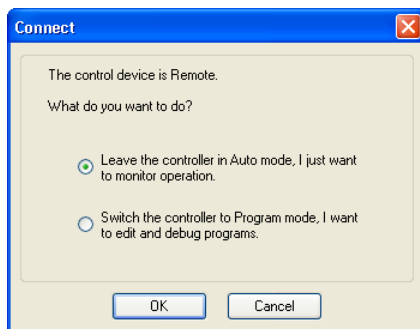 Connect
The control device is Remote.
What do you want to do?
Leave the controller in Auto mode, I just want
to monitor operation.
Switch the controller to Program mode, I want
to edit and debug programs.
OK
Cancel